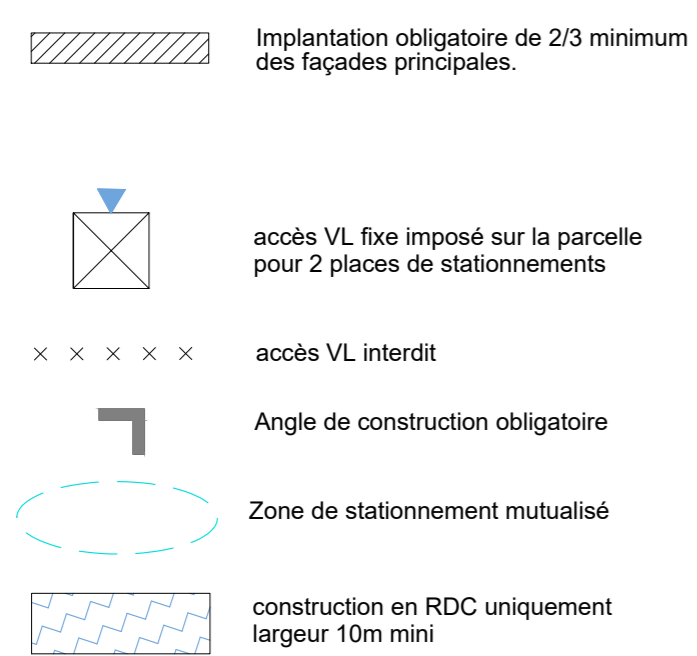 Implantation obligatoire de 2/3 minimum
des façades principales.
accès VL fixe imposé sur la parcelle
pour 2 places de stationnements
accès VL interdit
Angle de construction obligatoire
Zone de stationnement mutualisé
construction en RDC uniquement
largeur 10m mini